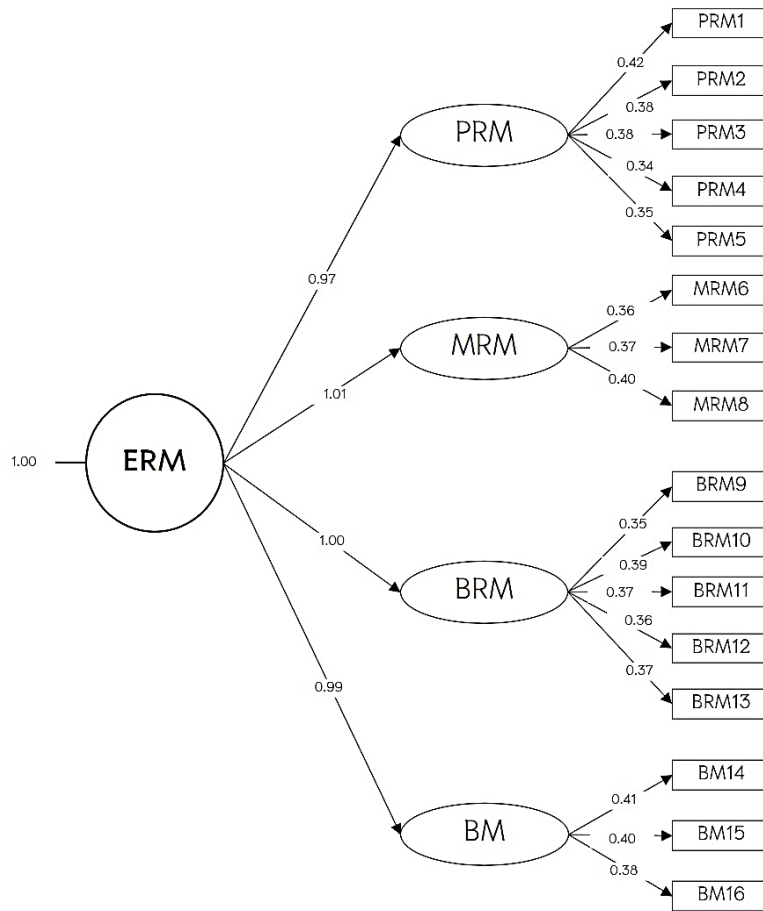 PRM1
0.42
PRM2
0.38
PRM
0.38
PRM3
0.34
PRM4
0.35
PRM5
0.97
MRM6
0.36
MRM
0.37
MRM7
1.01
0.40
MRM8
1.00
ERM
BRM9
0.35
1.00
BRM10
0.39
BRM
0.37
BRM11
0.36
BRM12
0.37
0.99
BRM13
BM14
0.41
BM
0.40
BM15
0.38
BM16